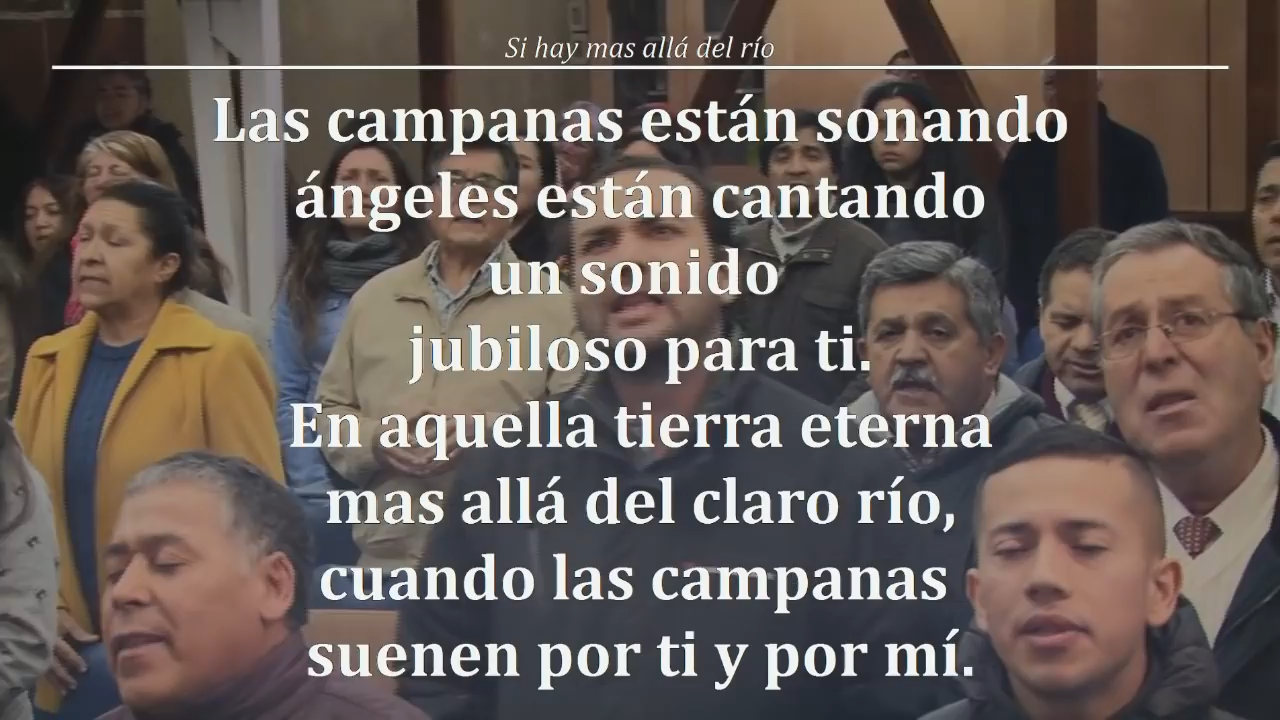 Si hay mas allá del río
Las campanas están sonando
ángeles están cantando
un sonido
jubiloso para ti.
En aquella tierra eterna
mas allá del claro río,
cuando las campanas
suenen por ti y por mí.